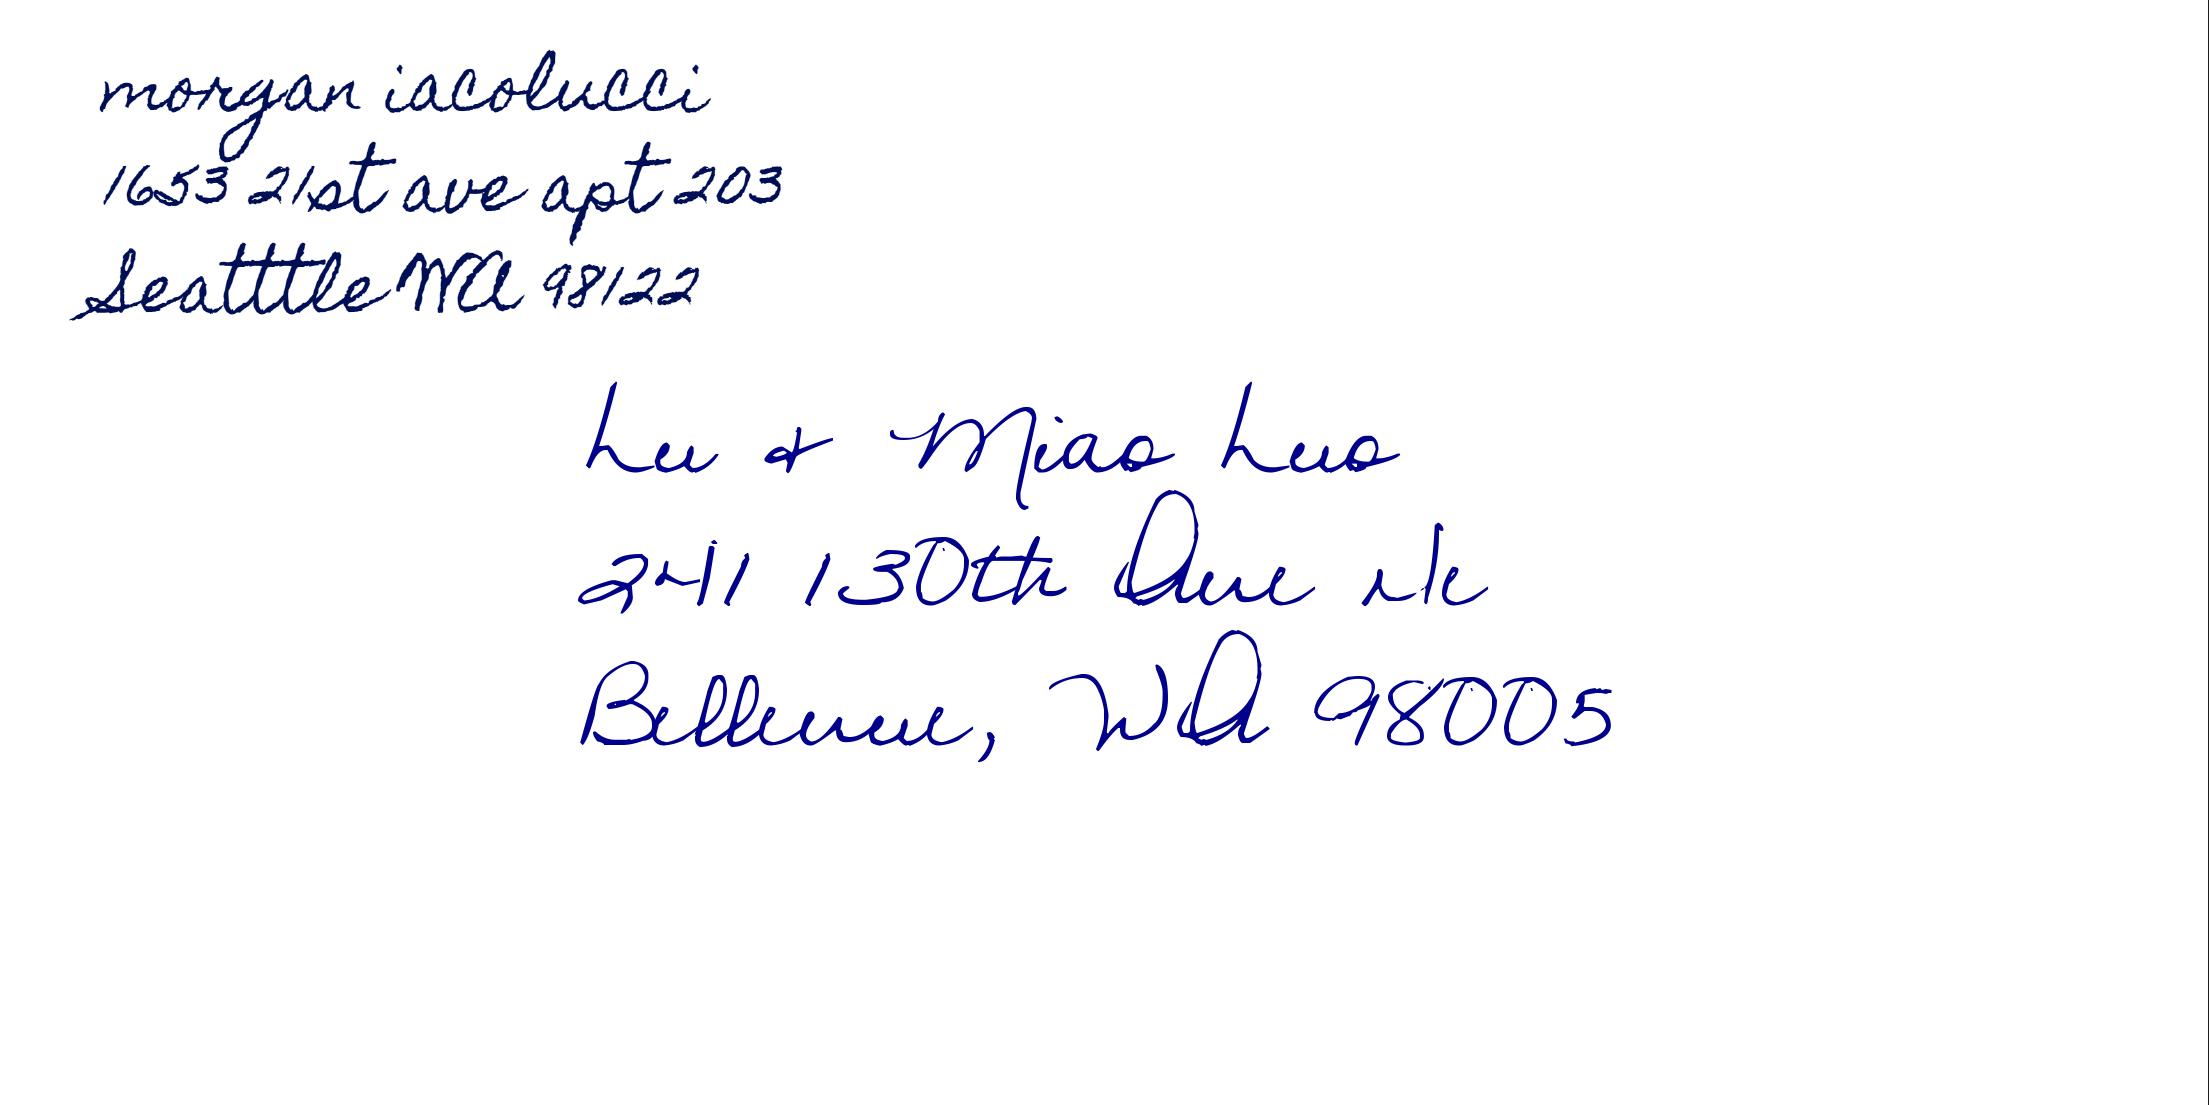 morgan iacolucci
1653 21st ave apt 203
Seatttle WA 98122
Lu & Miao Luo
241 130th Ave Ne
Bellevue, WA 98005